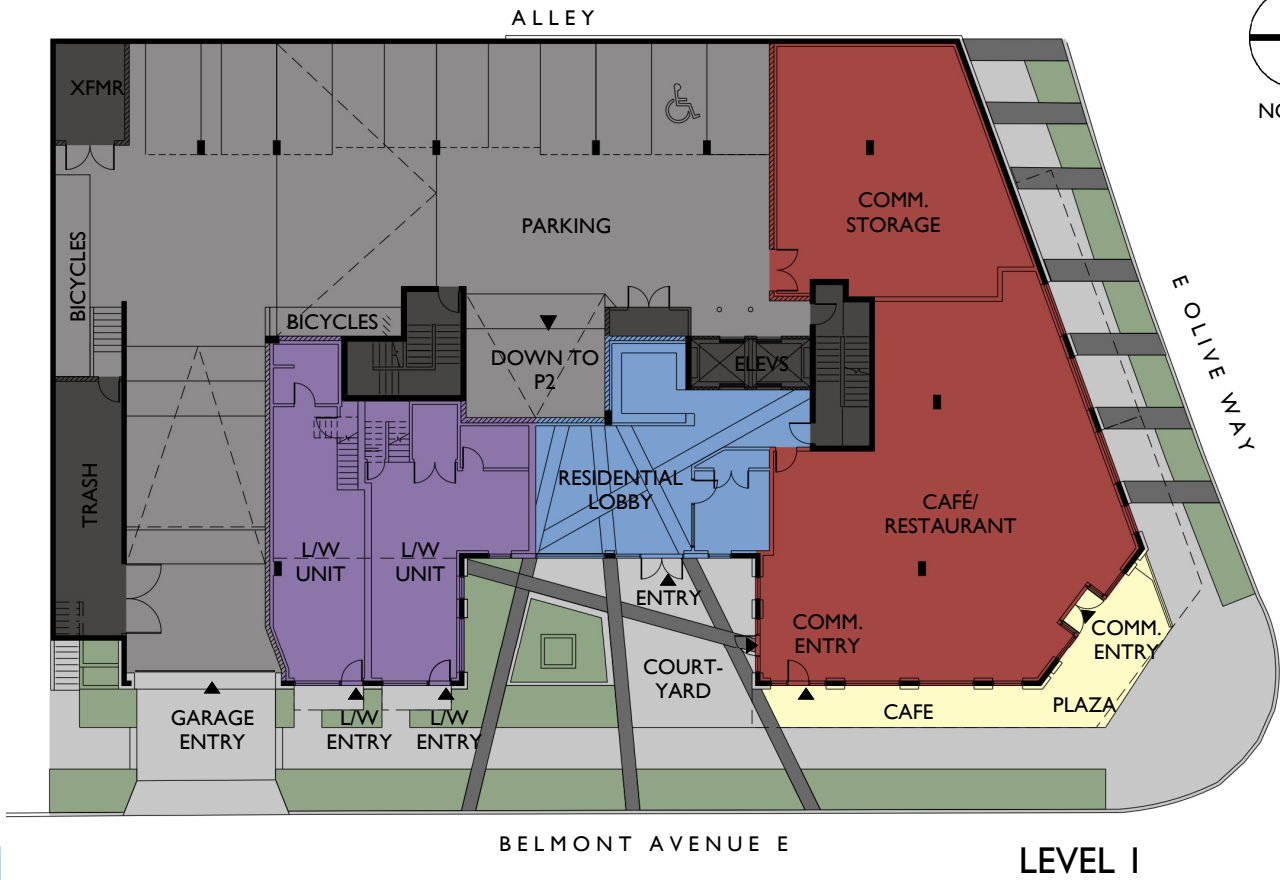 ALLEY
XFMR
NO
COMM.
STORAGE
PARKING
BICYCLES
E OLIVE WAY
BICYCLES
DOWN TO
P2
ELEVS
TRASH
RESIDENTIAL
LOBBY
CAFÉ/
RESTAURANT
L/W
UNIT
L/W
UNIT
ENTRY
COMM.
ENTRY
COMM.
ENTRY
COURT-
YARD
GARAGE
ENTRY
L/W
ENTRY
L/W
ENTRY
CAFE
PLAZA
BELMONT AVENUE E
LEVEL 1